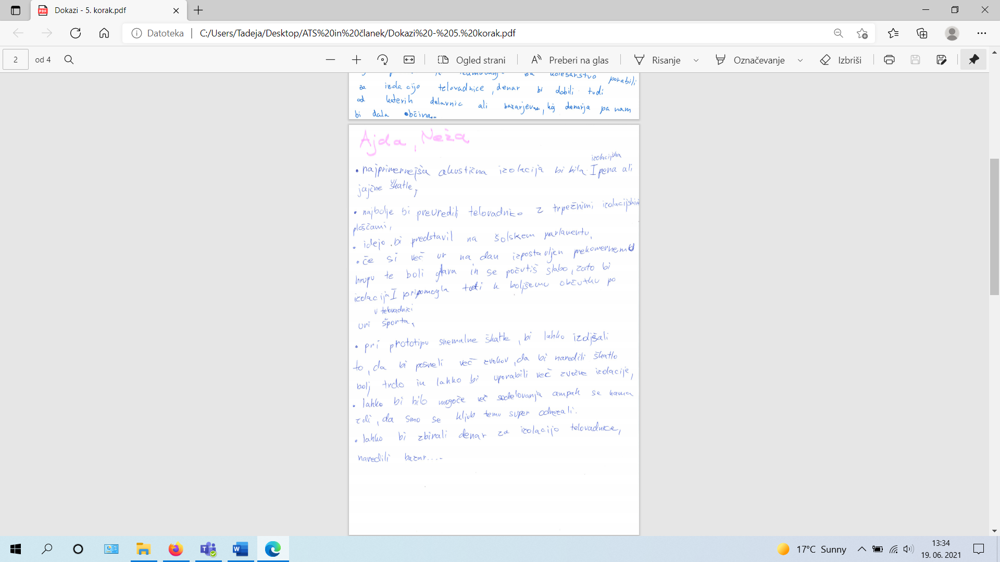 Dokazi - 5. korak.pdf
Datoteka | C:/Users/Tadeja/Desktop/ATS%20in%20članek/Dokazi%20-%205.%20korak.pdf
2 od 4 Ogled strani Preberi na glas Risanje Označevanje Izbriši
za kolesarstvo porabili
za izdacijo telovadnice, denar bi dobili tudi
od katerih delavnic ali bazarjev, kaj denarja pa nam
bi dala občina...
Ajda, Neža
izolacijska
• najprimernejša akustična izolacija bi bila I pena ali
jajčne škatle,
• najbolje bi preuredili telovadnico z trpežnimi izolacijskimi
ploščami,
• idejo bi predstavil na šolskem parlamentu,
• če si več ur na dan izpostavljen prekomernemu
hrupu te boli glava in se počutiš slabo, zato bi
izolacija I pripomogla tudi k boljšemu občutku po
v telovadnici
uri športa,
• pri prototipu shemalne škatle, bi lahko izdjšali
to, da bi posneli več zvokov, da bi naredili škatlo
bolj trdo in lahko bi uporabili več zvočne izolacije,
• lahko bi bilo mogoče več sodelovanja ampak se nama
zdi, da smo se kljub temu super odrezali.
• lahko bi zbirali denar za izolacijo telovadnice,
naredili bazar....
17°C Sunny
13:34
19. 06. 2021